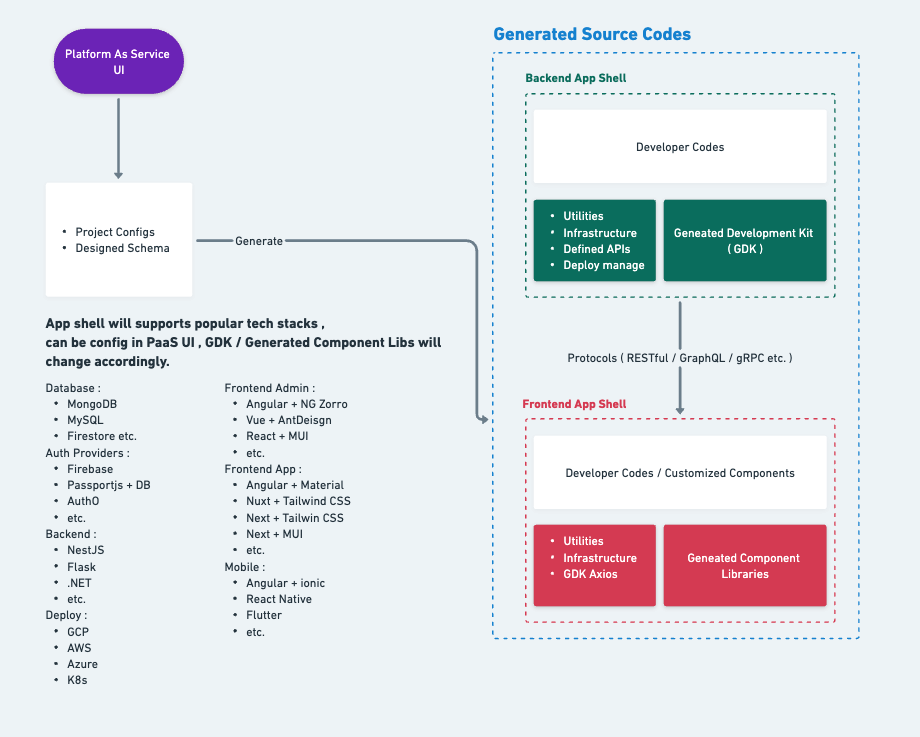 Platform As Service
UI
• Project Configs
• Designed Schema
Generate
App shell will supports popular tech stacks ,
can be config in PaaS UI , GDK / Generated Component Libs will
change accordingly.
Database :
• MongoDB
• MySQL
• Firestore etc.
Auth Providers :
• Firebase
• Passportjs + DB
• AuthO
• etc.
Backend :
• NestJS
• Flask
• .NET
• etc.
Deploy :
• GCP
• AWS
• Azure
• K8s
Frontend Admin :
• Angular + NG Zorro
• Vue + AntDeisgn
• React + MUI
• etc.
Frontend App :
• Angular + Material
• Nuxt + Tailwind CSS
• Next + Tailwin CSS
• Next + MUI
• etc.
Mobile :
• Angular + ionic
• React Native
• Flutter
• etc.
Generated Source Codes
Backend App Shell
Developer Codes
• Utilities
• Infrastructure
• Defined APIs
• Deploy manage
Geneated Development Kit
( GDK )
Protocols ( RESTful / GraphQL / gRPC etc. )
Frontend App Shell
Developer Codes / Customized Components
• Utilities
• Infrastructure
• GDK Axios
Geneated Component
Libraries